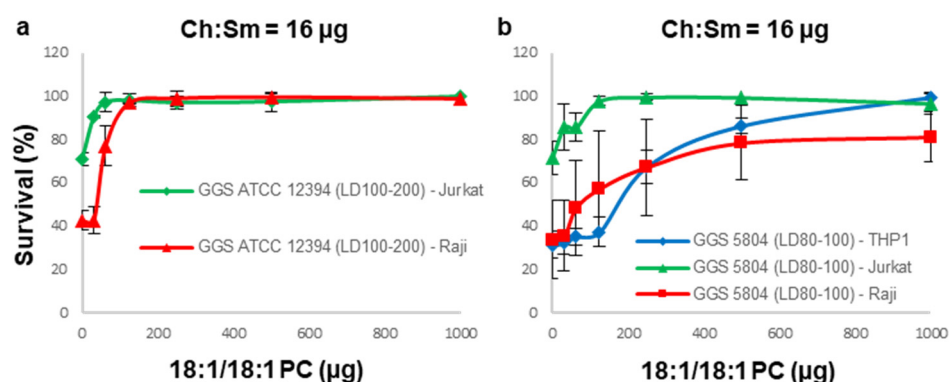 a
Ch:Sm = 16 µg
Survival (%)
120
100
80
60
40
20
0
GGS ATCC 12394 (LD100-200) - Jurkat
GGS ATCC 12394 (LD100-200) - Raji
0 200 400 600 800 1000
18:1/18:1 PC (µg)
b
Ch:Sm = 16 µg
120
100
80
60
40
20
0
GGS 5804 (LD80-100) - THP1
GGS 5804 (LD80-100) - Jurkat
GGS 5804 (LD80-100) - Raji
0 200 400 600 800 1000
18:1/18:1 PC (µg)